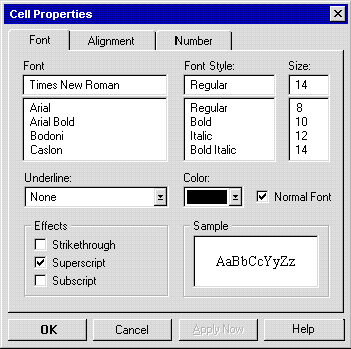 Cell Properties
Font Alignment Number
Font Font Style: Size:
Times New Roman Regular 14
Arial Regular 8
Arial Bold Bold 10
Bodoni Italic 12
Caslon Bold Italic 14
Underline: Color:
None Normal Font
Effects Sample
Strikethrough
Superscript AaBbCcYyZz
Subscript
OK Cancel Apply Now Help